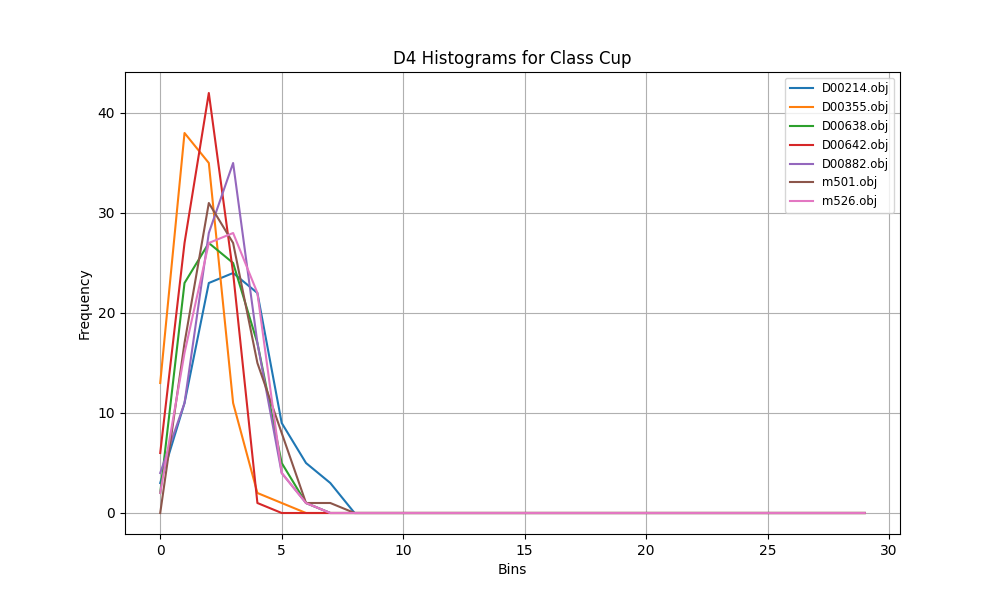 D4 Histograms for Class Cup
Frequency
40
30
20
10
0
0 5 10 15 20 25 30
Bins
D00214.obj
D00355.obj
D00638.obj
D00642.obj
D00882.obj
m501.obj
m526.obj